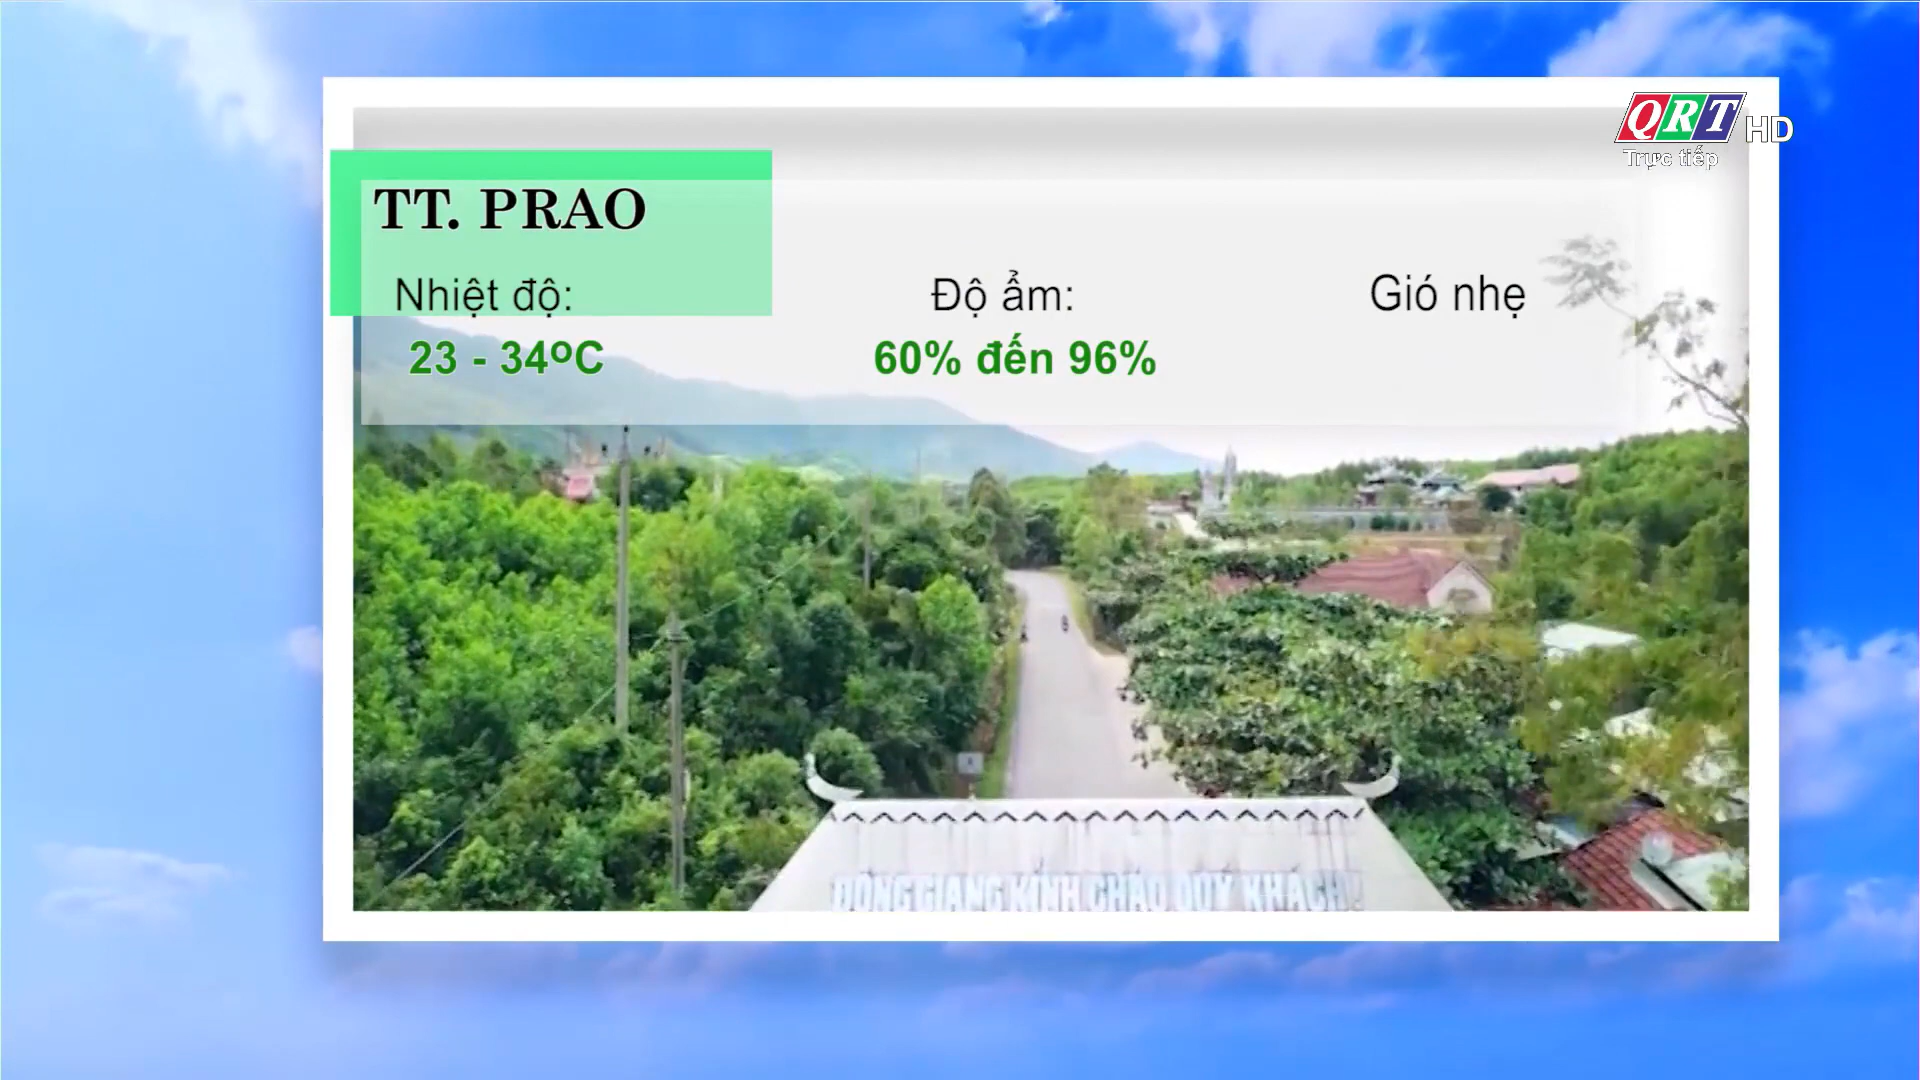 QRT HD
Trực tiếp
TT. PRAO
Nhiệt độ:
Độ ẩm:
Gió nhẹ
23 - 34ºC
60% đến 96%
ĐÔNG GIANG KÍNH CHÀO QUÝ KHÁCH!